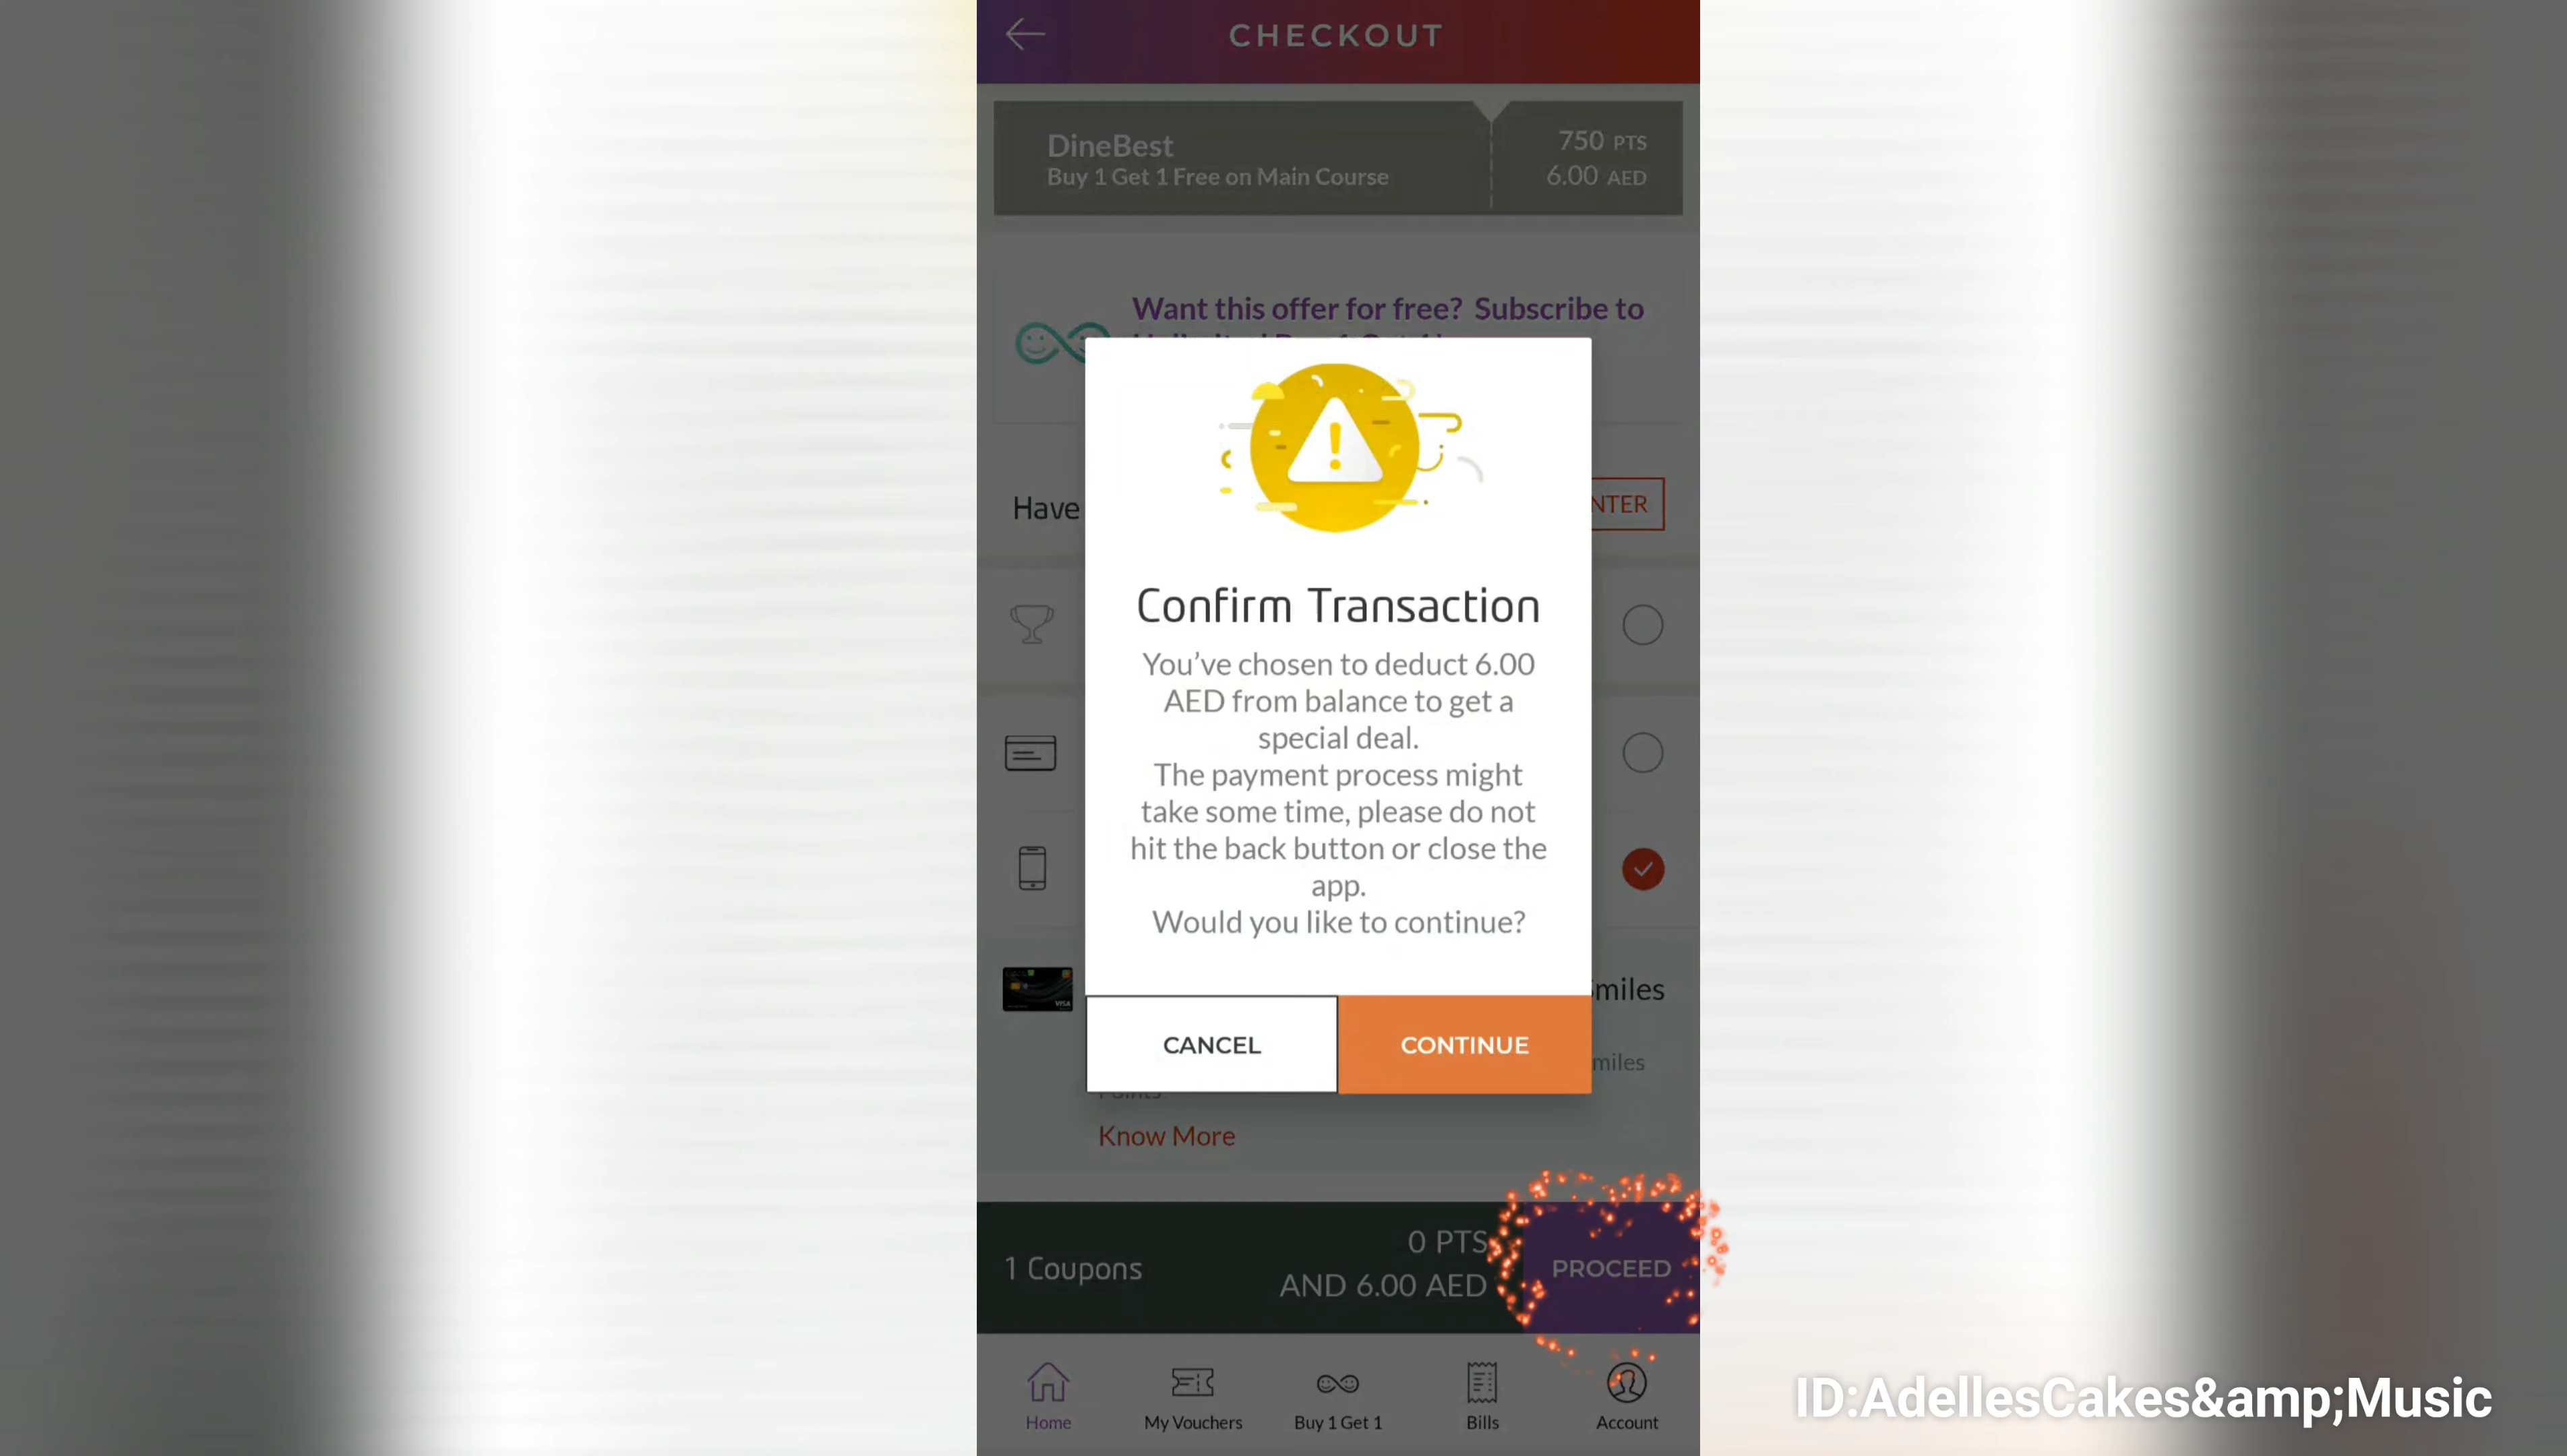 CHECKOUT
DineBest
Buy 1 Get 1 Free on Main Course
750 PTS
6.00 AED
Want this offer for free? Subscribe to
Have
NTER
Confirm Transaction
You've chosen to deduct 6.00
AED from balance to get a
special deal.
The payment process might
take some time, please do not
hit the back button or close the
app.
Would you like to continue?
miles
CANCEL
CONTINUE
miles
Know More
1 Coupons
0 PTS
AND 6.00 AED
PROCEED
Home
My Vouchers
Buy 1 Get 1
Bills
Account
ID:AdellesCakes&amp;Music